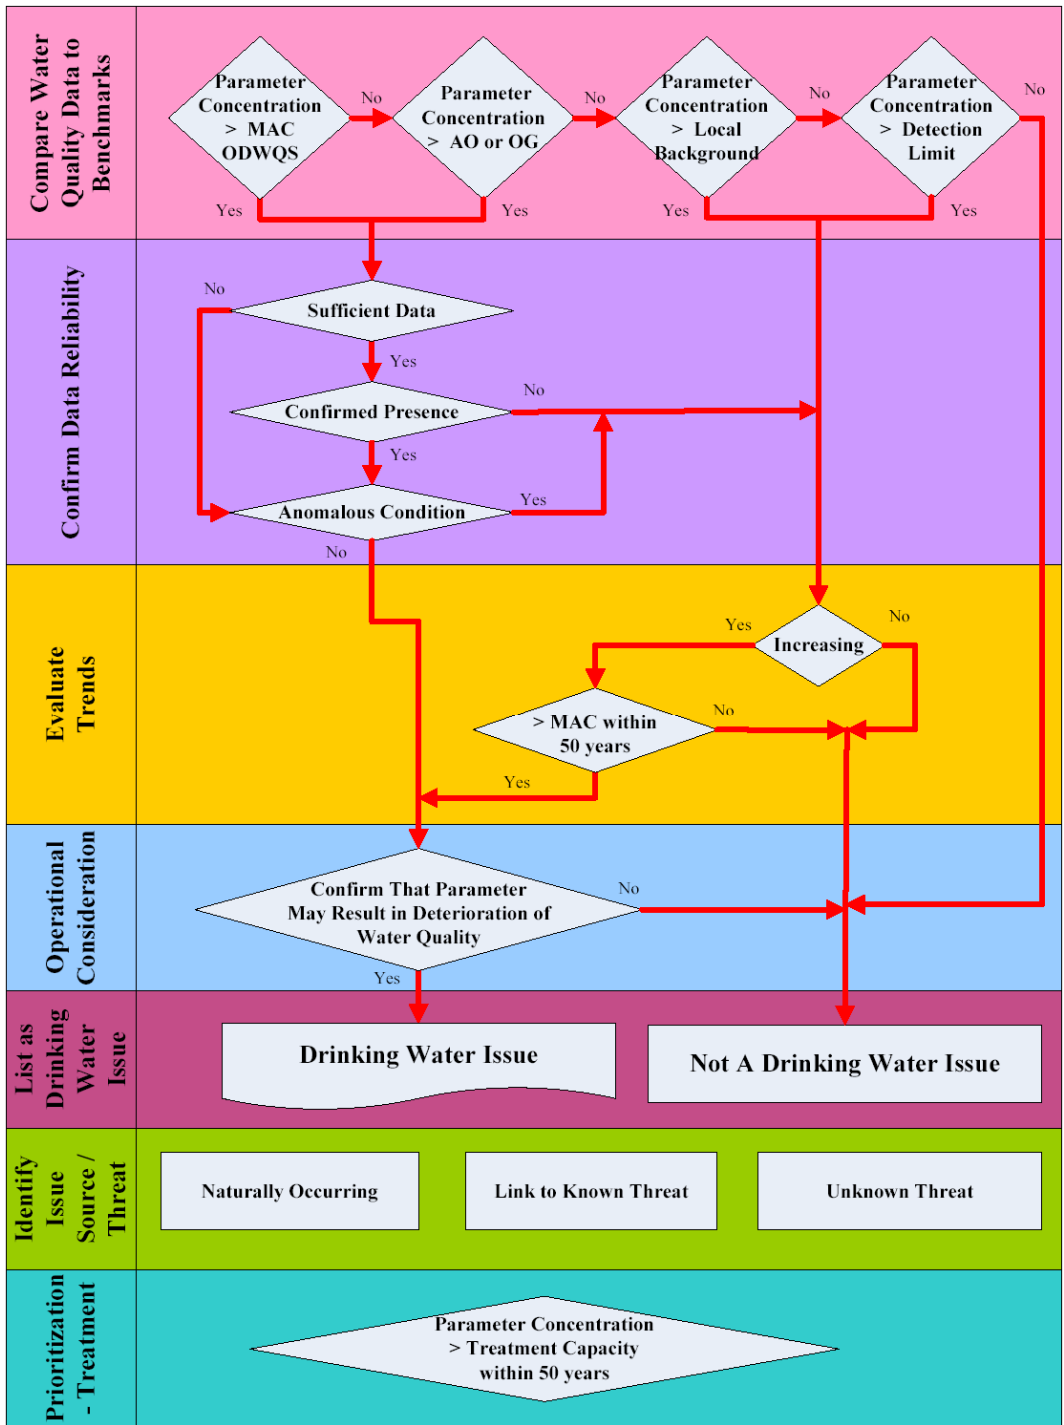 Compare Water
Quality Data to
Benchmarks
Parameter
Concentration
> MAC
ODWQS
No
Parameter
Concentration
> AO or OG
No
Parameter
Concentration
> Local
Background
No
Parameter
Concentration
> Detection
Limit
No
Yes
Yes
Yes
Yes
Confirm Data Reliability
No
Sufficient Data
Yes
Confirmed Presence
No
Yes
Anomalous Condition
Yes
No
Evaluate
Trends
Yes
Increasing
No
> MAC within
50 years
No
Yes
Operational
Consideration
Confirm That Parameter
May Result in Deterioration of
Water Quality
No
Yes
List as
Drinking
Water
Issue
Drinking Water Issue
Not A Drinking Water Issue
Identify
Issue
Source /
Threat
Naturally Occurring
Link to Known Threat
Unknown Threat
Prioritization
- Treatment
Parameter Concentration
> Treatment Capacity
within 50 years